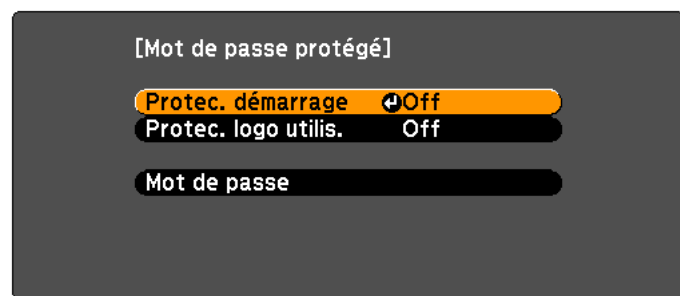 [Mot de passe protégé]
Protec. démarrage Off
Protec. logo utilis. Off
Mot de passe